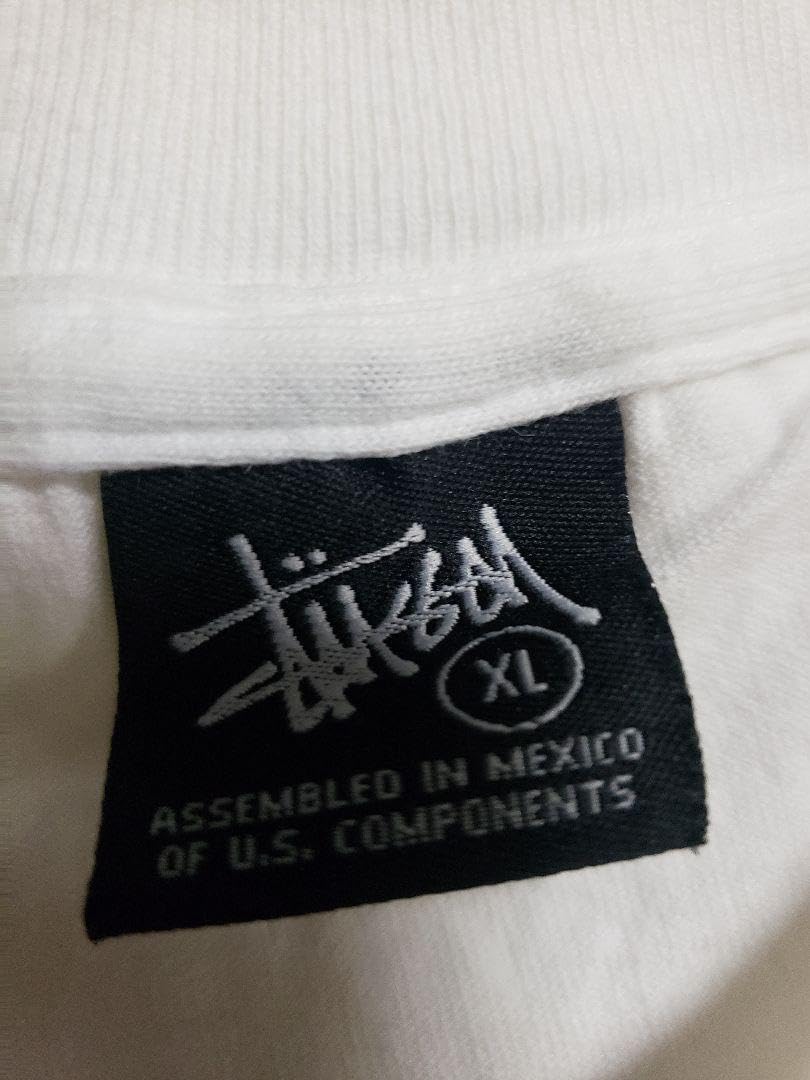 Stüssy
XL
ASSEMBLED IN MEXICO
OF U.S. COMPONENTS